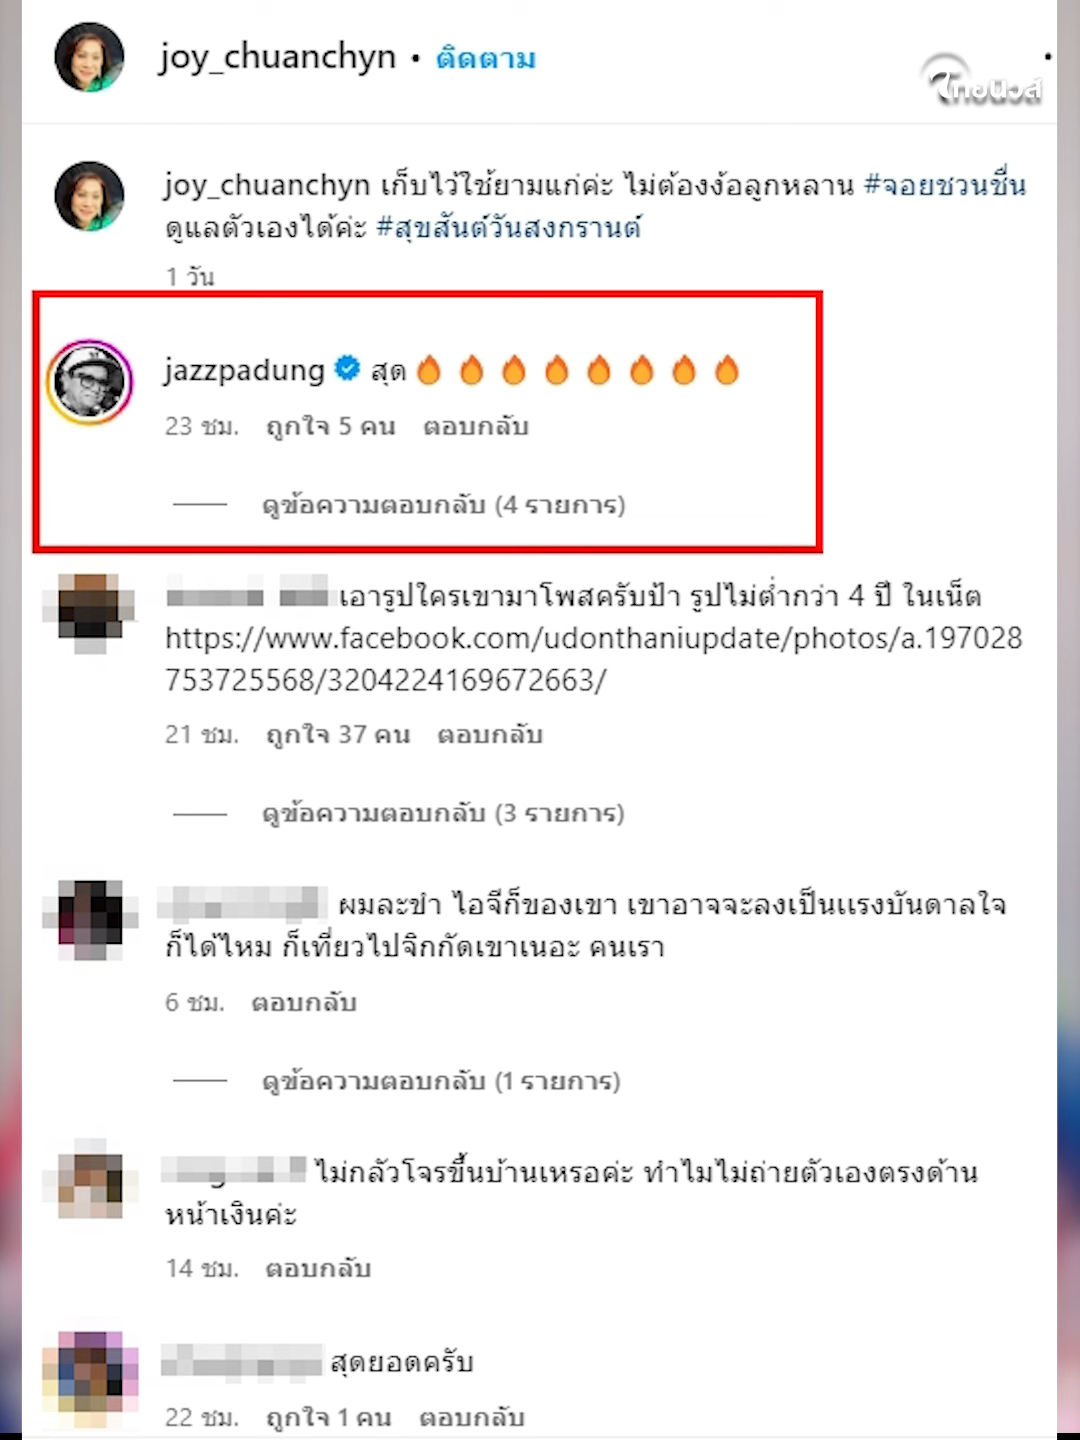 joy_chuanchyn • ติดตาม
ไทยนิวส์
joy_chuanchyn เก็บไว้ใช้ยามแก่ค่ะ ไม่ต้องง้อลูกหลาน #จอยชวนชื่น
ดูแลตัวเองได้ค่ะ #สุขสันต์วันสงกรานต์
1 วัน
jazzpadung สุด🔥🔥🔥🔥🔥🔥🔥🔥
23 ชม. ถูกใจ 5 คน ตอบกลับ
ดูข้อความตอบกลับ (4 รายการ)
เอารูปใครเขามาโพสครับป้า รูปไม่ต่ำกว่า 4 ปี ในเน็ด
https://www.facebook.com/udonthaniupdate/photos/a.197028
753725568/3204224169672663/
21 ชม. ถูกใจ 37 คน ตอบกลับ
ดูข้อความตอบกลับ (3 รายการ)
ผมละขำ ไอจีก็ของเขา เขาอาจจะลงเป็นแรงบันดาลใจ
ก็ได้ไหม ก็เที่ยวไปจิกกัดเขาเนอะ คนเรา
6 ชม. ตอบกลับ
ดูข้อความตอบกลับ (1 รายการ)
ไม่กลัวโจรขึ้นบ้านเหรอค่ะ ทำไมไม่ถ่ายตัวเองตรงด้าน
หน้าเงินค่ะ
14 ชม. ตอบกลับ
สุดยอดครับ
22 ชม. ถูกใจ 1 คน ตอบกลับ